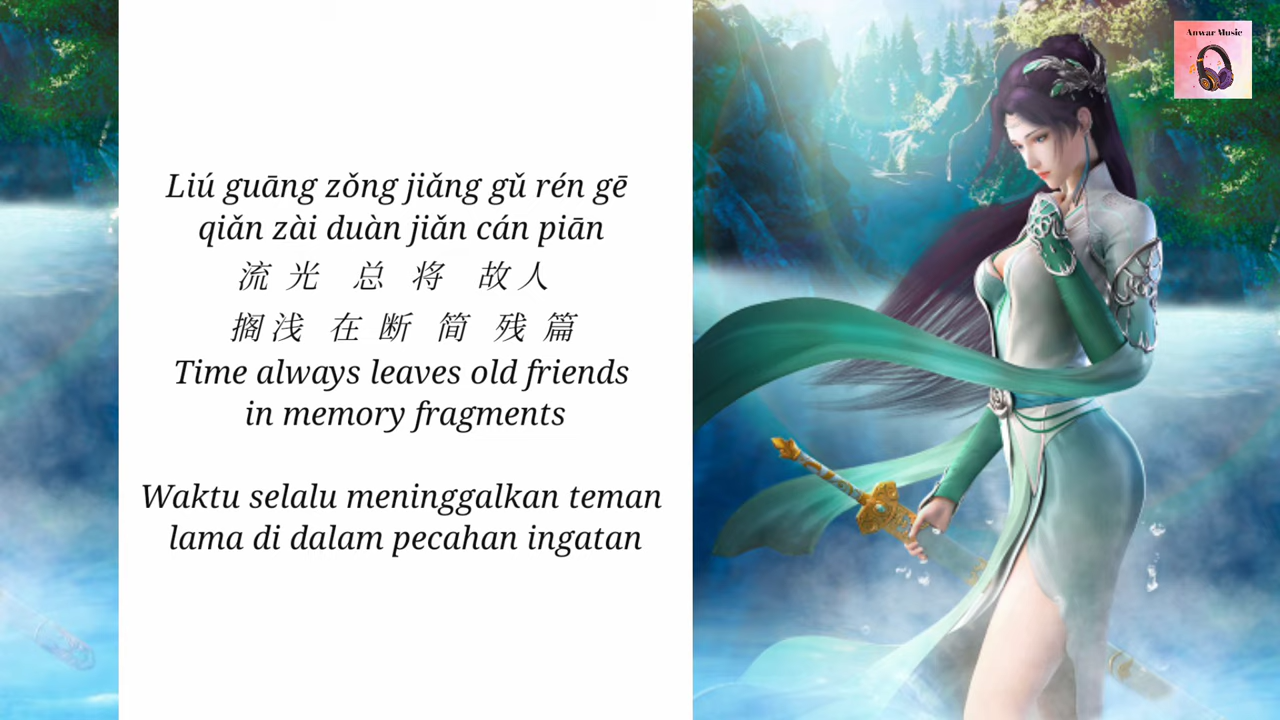 Anwar Music
Liú guāng zǒng jiǎng gǔ rén gē
qiǎn zài duàn jiǎn cán piān
流 光 总 将 故 人
搁 浅 在 断 简 残 篇
Time always leaves old friends
in memory fragments
Waktu selalu meninggalkan teman
lama di dalam pecahan ingatan